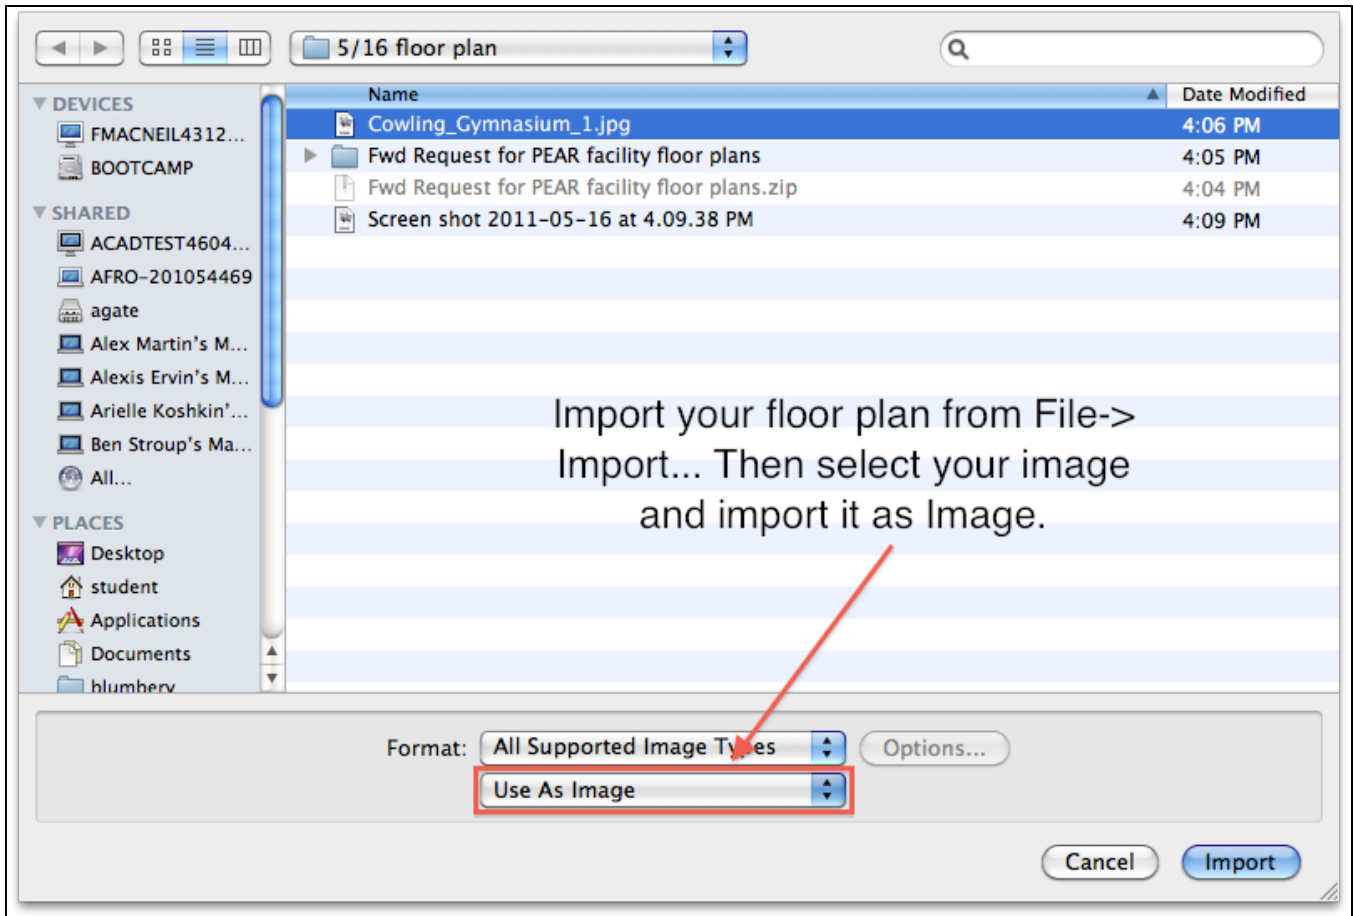 5/16 floor plan
DEVICES
FMACNEIL4312...
BOOTCAMP
SHARED
ACADTEST4604...
AFRO-201054469
agate
Alex Martin's M...
Alexis Ervin's M...
Arielle Koshkin'...
Ben Stroup's Ma...
All...
PLACES
Desktop
student
Applications
Documents
blumbery
Name Date Modified
Cowling_Gymnasium_1.jpg 4:06 PM
Fwd Request for PEAR facility floor plans 4:05 PM
Fwd Request for PEAR facility floor plans.zip 4:04 PM
Screen shot 2011-05-16 at 4.09.38 PM 4:09 PM
Import your floor plan from File->
Import... Then select your image
and import it as Image.
Format: All Supported Image Types Options...
Use As Image
Cancel Import